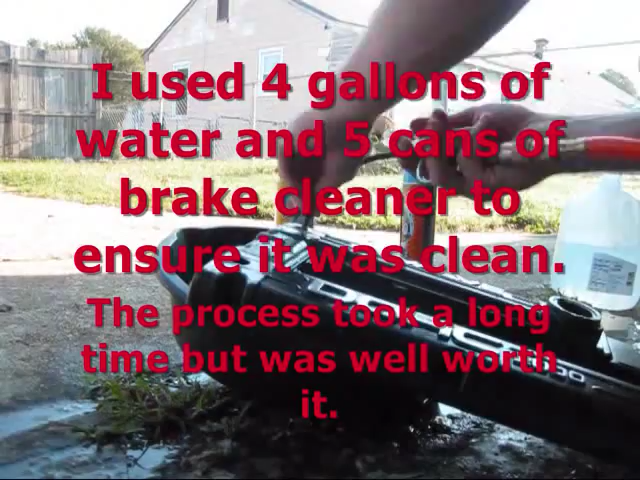 I used 4 gallons of
water and 5 cans of
brake cleaner to
ensure it was clean.
The process took a long
time but was well worth
it.